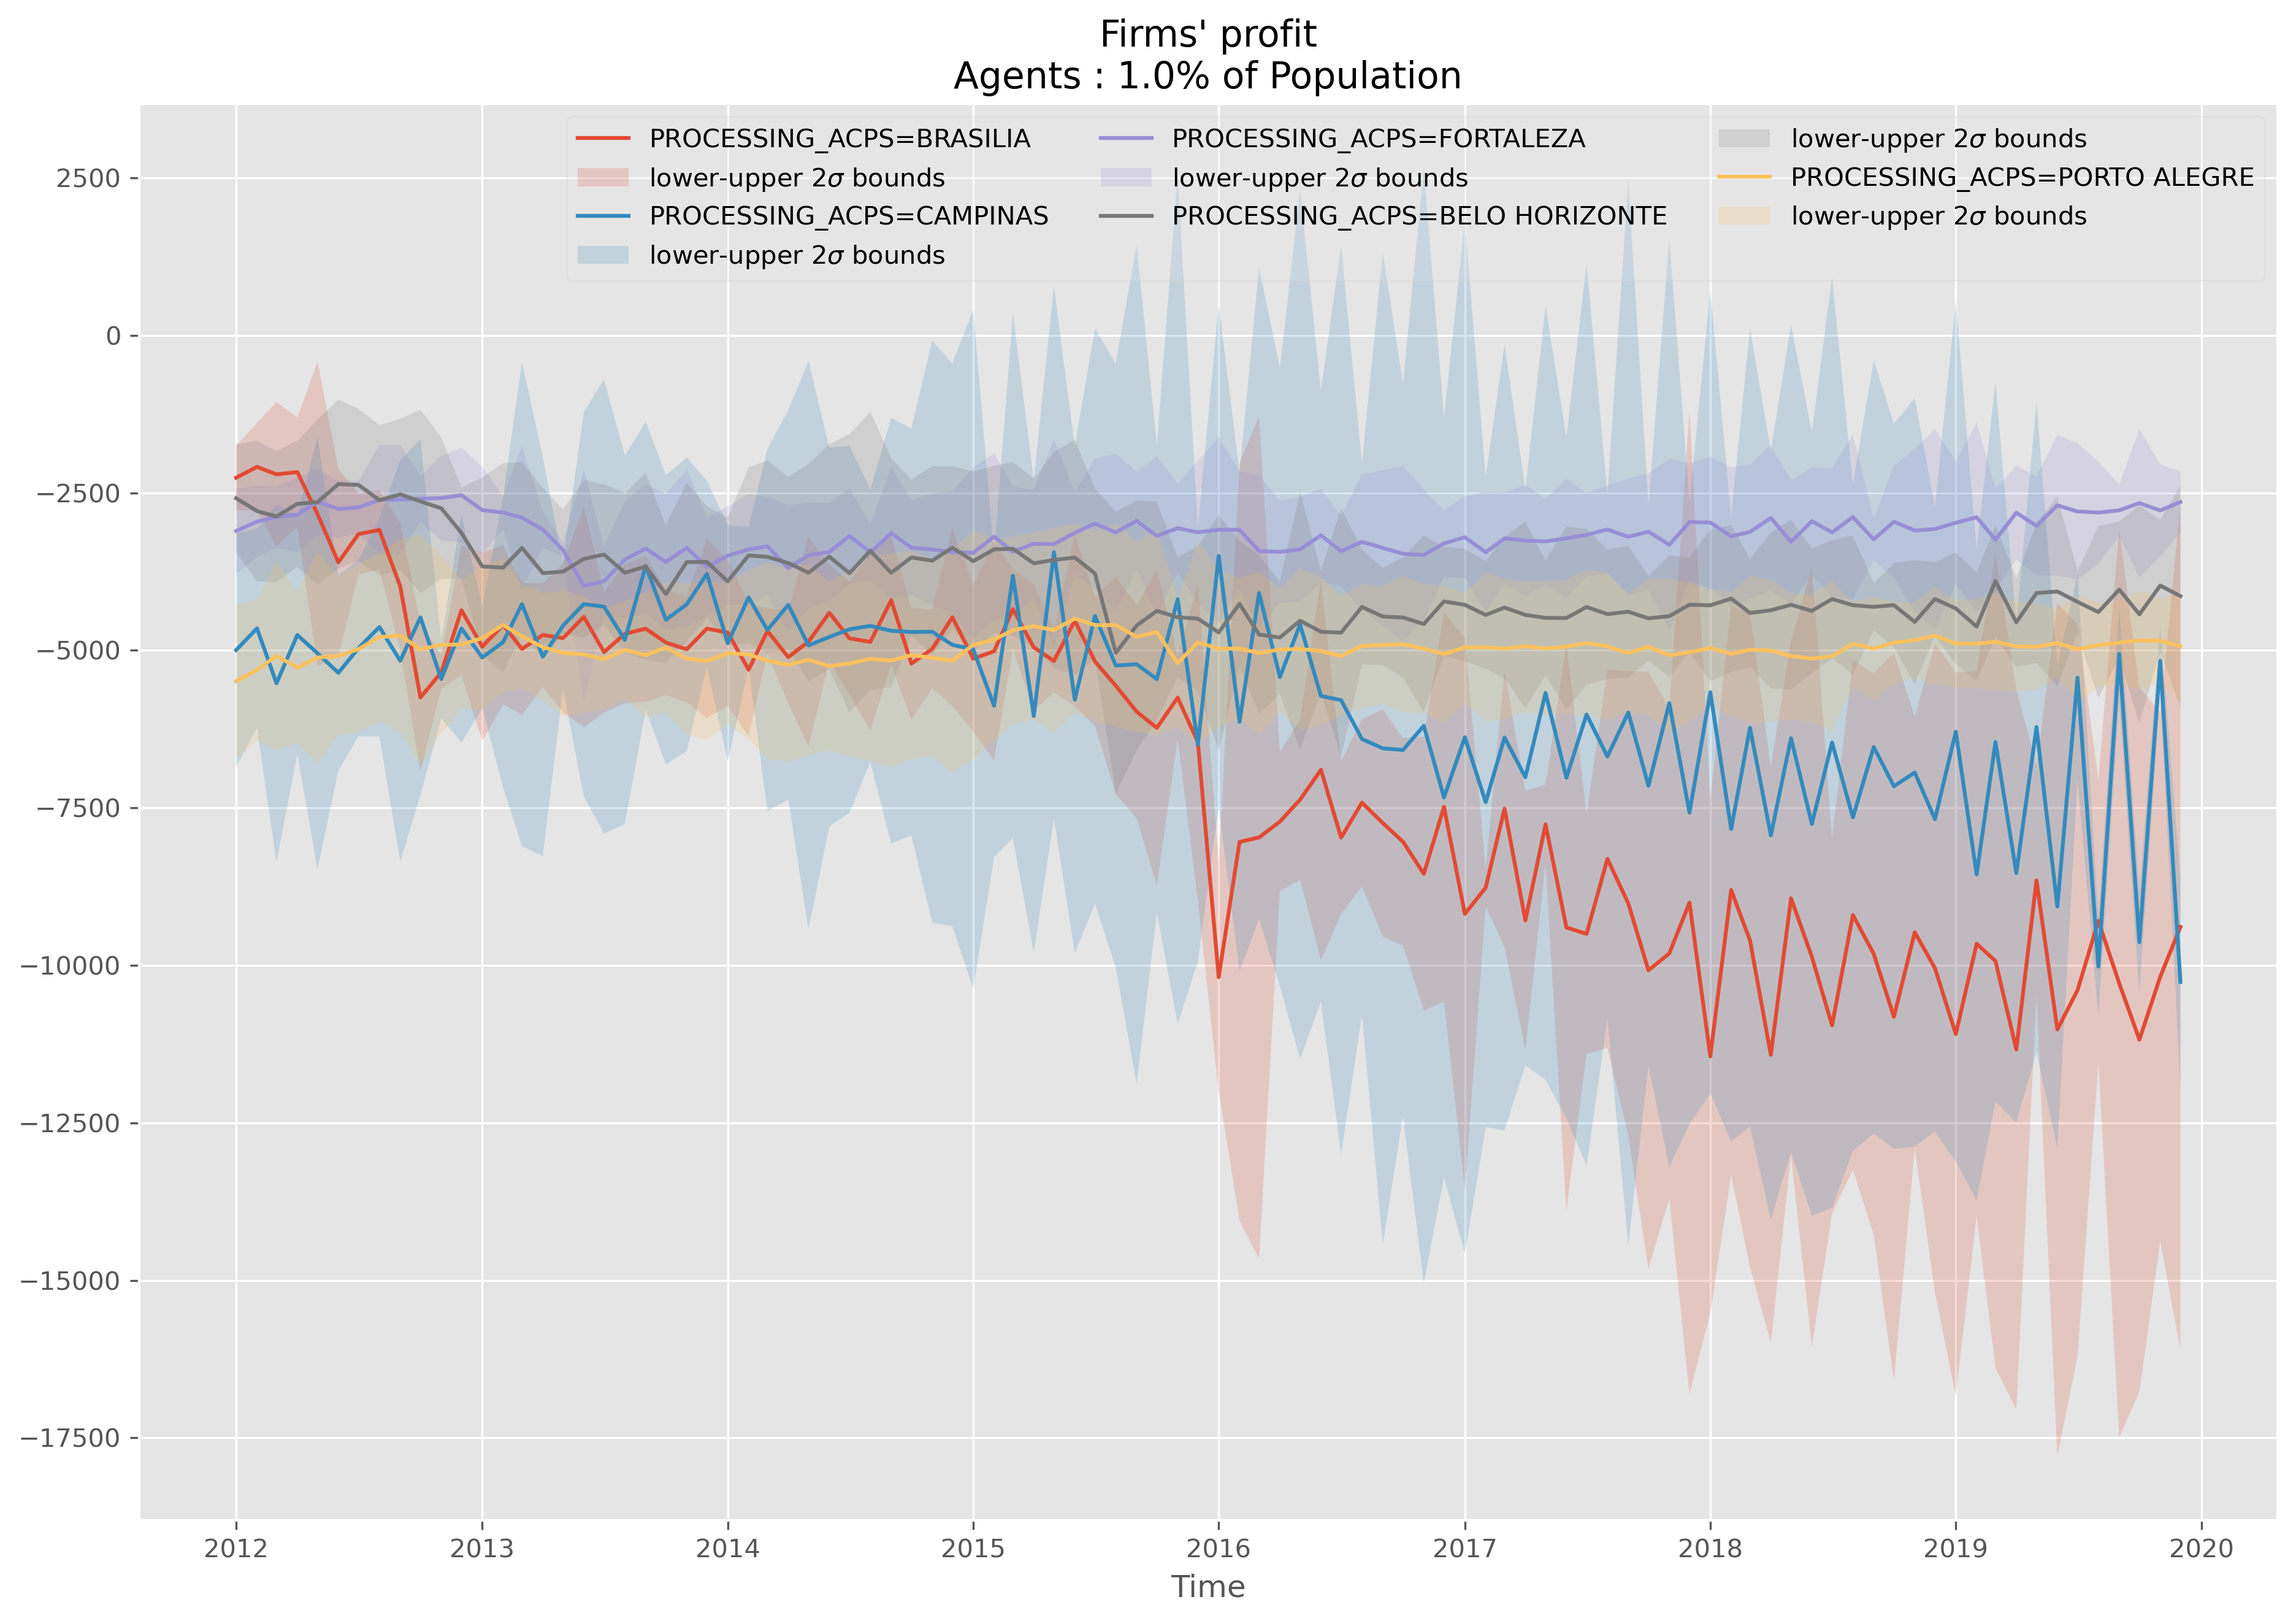 Firms' profit
Agents : 1.0% of Population
PROCESSING_ACPS=BRASILIA
lower-upper 2σ bounds
PROCESSING_ACPS=CAMPINAS
lower-upper 2σ bounds
PROCESSING_ACPS=FORTALEZA
lower-upper 2σ bounds
PROCESSING_ACPS=BELO HORIZONTE
lower-upper 2σ bounds
PROCESSING_ACPS=PORTO ALEGRE
lower-upper 2σ bounds
2500
0
−2500
−5000
−7500
−10000
−12500
−15000
−17500
2012 2013 2014 2015 2016 2017 2018 2019 2020
Time